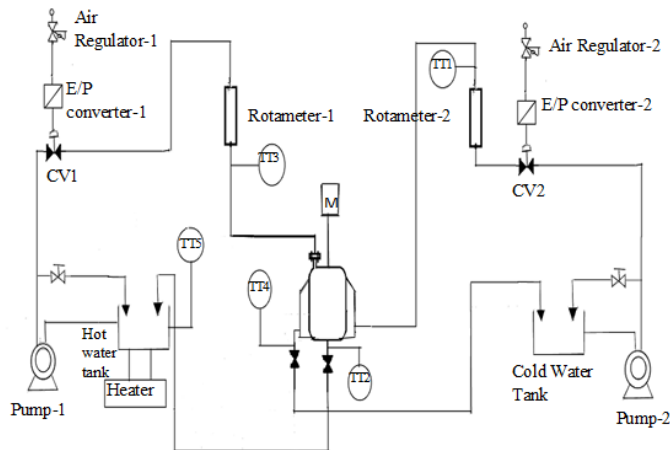 Air
Regulator-1
E/P
converter-1
CV1
Rotameter-1
TT3
Rotameter-2
TT1
Air Regulator-2
E/P converter-2
CV2
M
TT5
TT4
TT2
Hot
water
tank
Heater
Pump-1
Cold Water
Tank
Pump-2